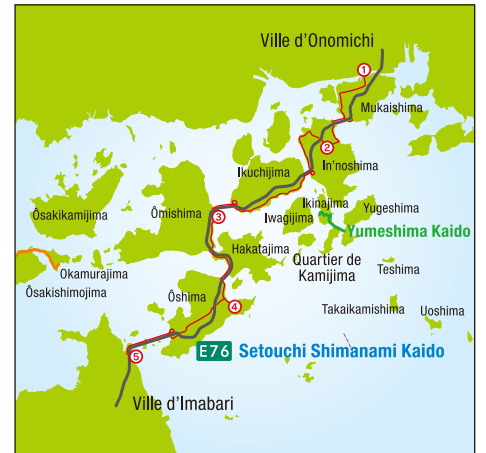 Ville d'Onomichi
1
Mukaishima
2
In'noshima
Ikuchijima
Ôsakikamijima
Ômishima
3
Ikinajima
Iwagijima
Yugeshima
Yumeshima Kaido
Hakatajima
Quartier de
Kamijima
Teshima
Okamurajima
Ôsakishimojima
Ôshima
4
Takaikamishima
Uoshima
5
E76 Setouchi Shimanami Kaido
Ville d'Imabari